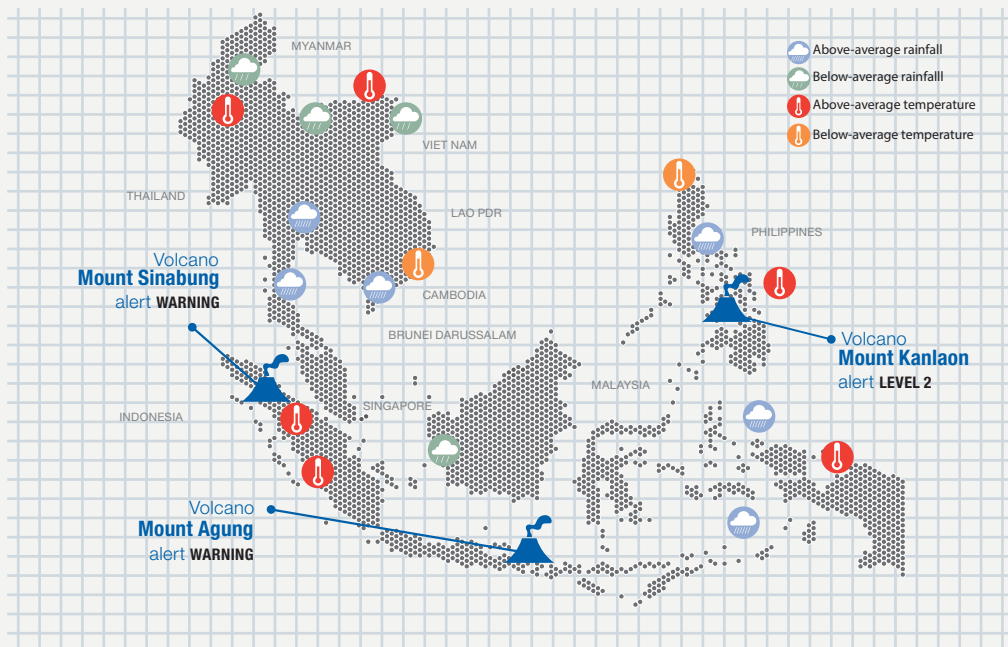 MYANMAR
Above-average rainfall
Below-average rainfalll
Above-average temperature
Below-average temperature
VIET NAM
THAILAND
LAO PDR
PHILIPPINES
Volcano
Mount Sinabung
alert WARNING
CAMBODIA
BRUNEI DARUSSALAM
Volcano
Mount Kanlaon
alert LEVEL 2
MALAYSIA
SINGAPORE
INDONESIA
Volcano
Mount Agung
alert WARNING